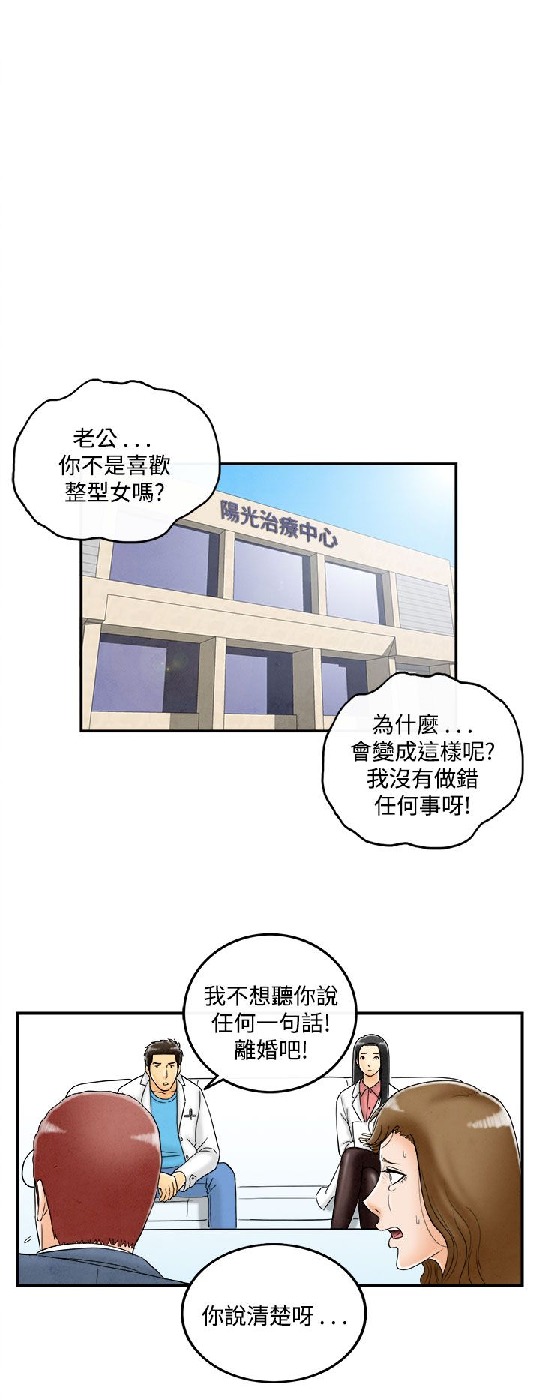 老公...
你不是喜歡
整型女嗎?
陽光治療中心
為什麼...
會變成這樣呢?
我沒有做錯
任何事呀!
我不想聽你說
任何一句話!
離婚吧!
你說清楚呀...